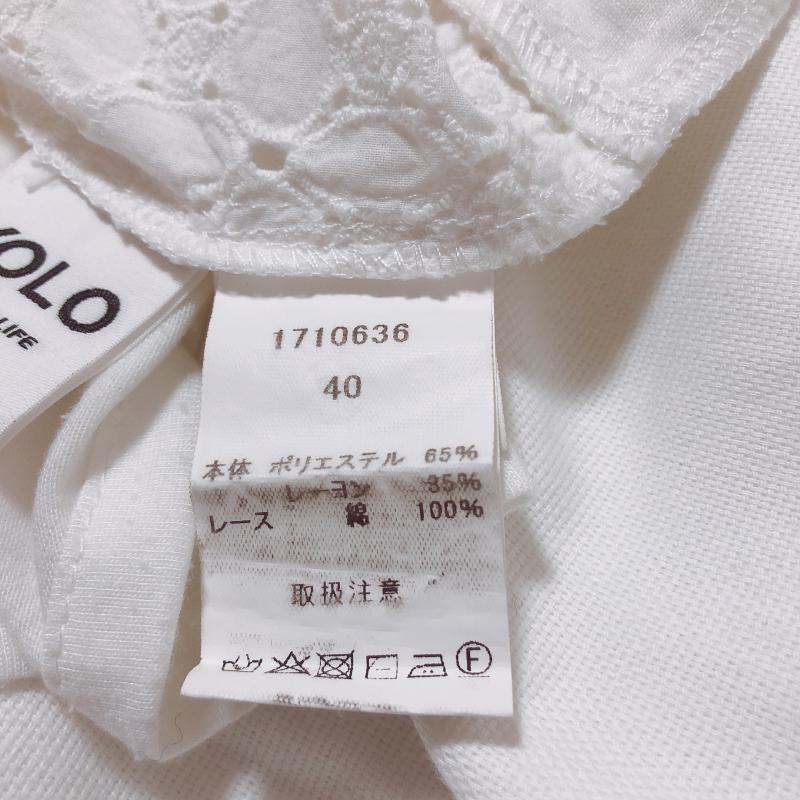 OLO
LIFE
1710636
40
本体 ポリエステル 65%
レーヨン 35%
レース 綿 100%
取扱注意
F